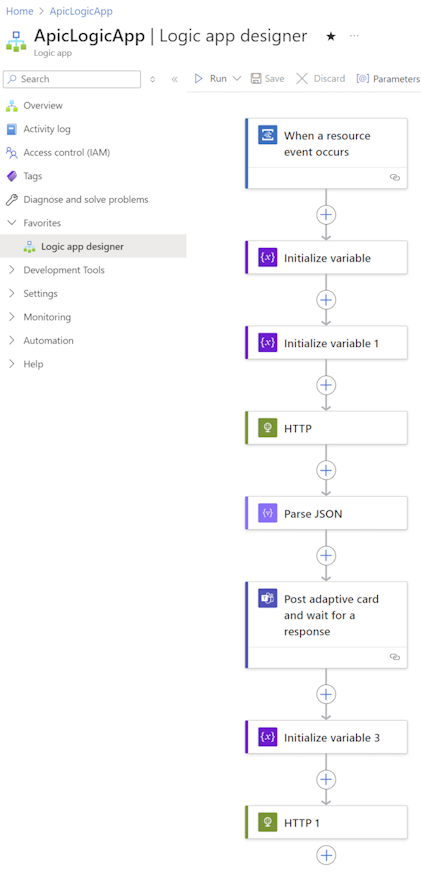 Home > ApicLogicApp
ApicLogicApp | Logic app designer ★ ...
Logic app
Search
«
Run
Save
Discard
Parameters
Overview
Activity log
Access control (IAM)
Tags
Diagnose and solve problems
Favorites
Logic app designer
Development Tools
Settings
Monitoring
Automation
Help
When a resource
event occurs
Initialize variable
Initialize variable 1
HTTP
Parse JSON
Post adaptive card
and wait for a
response
Initialize variable 3
HTTP 1